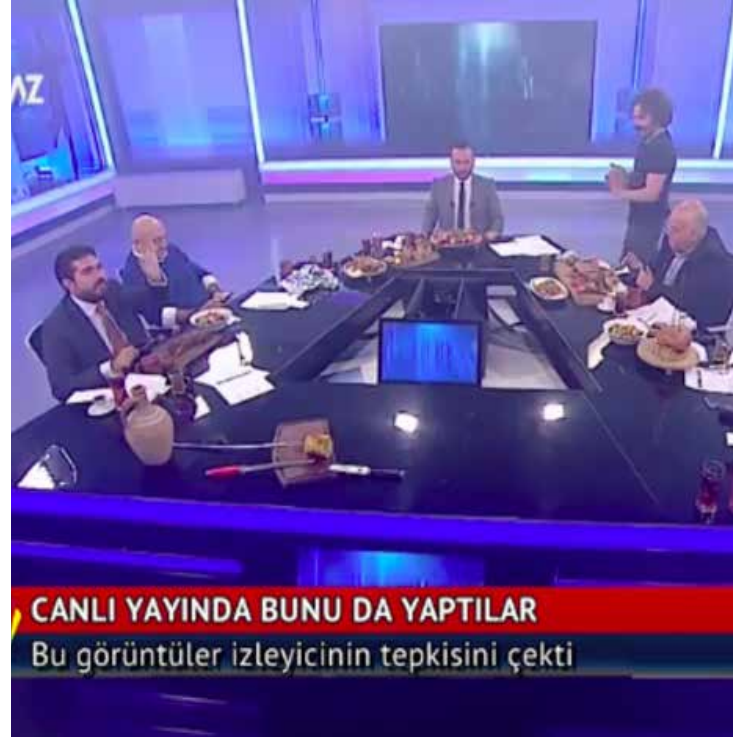 AZ
CANLI YAYINDA BUNU DA YAPTILAR
Bu görüntüler izleyicinin tepkisini çekti